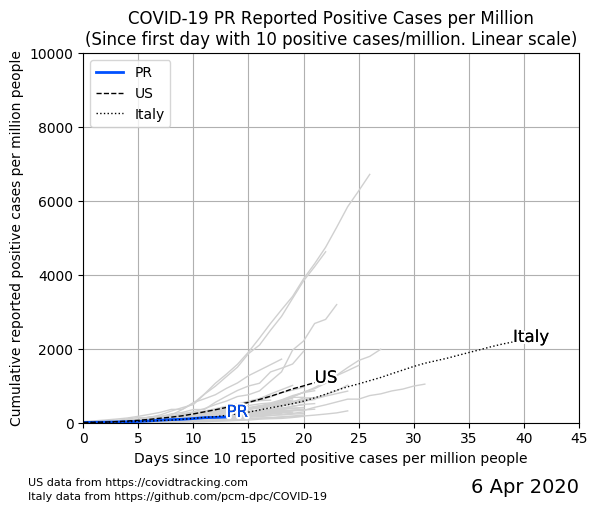 COVID-19 PR Reported Positive Cases per Million
(Since first day with 10 positive cases/million. Linear scale)
Cumulative reported positive cases per million people
10000
8000
6000
4000
2000
0
PR
US
Italy
Italy
US
PR
0 5 10 15 20 25 30 35 40 45
Days since 10 reported positive cases per million people
US data from https://covidtracking.com
Italy data from https://github.com/pcm-dpc/COVID-19
6 Apr 2020